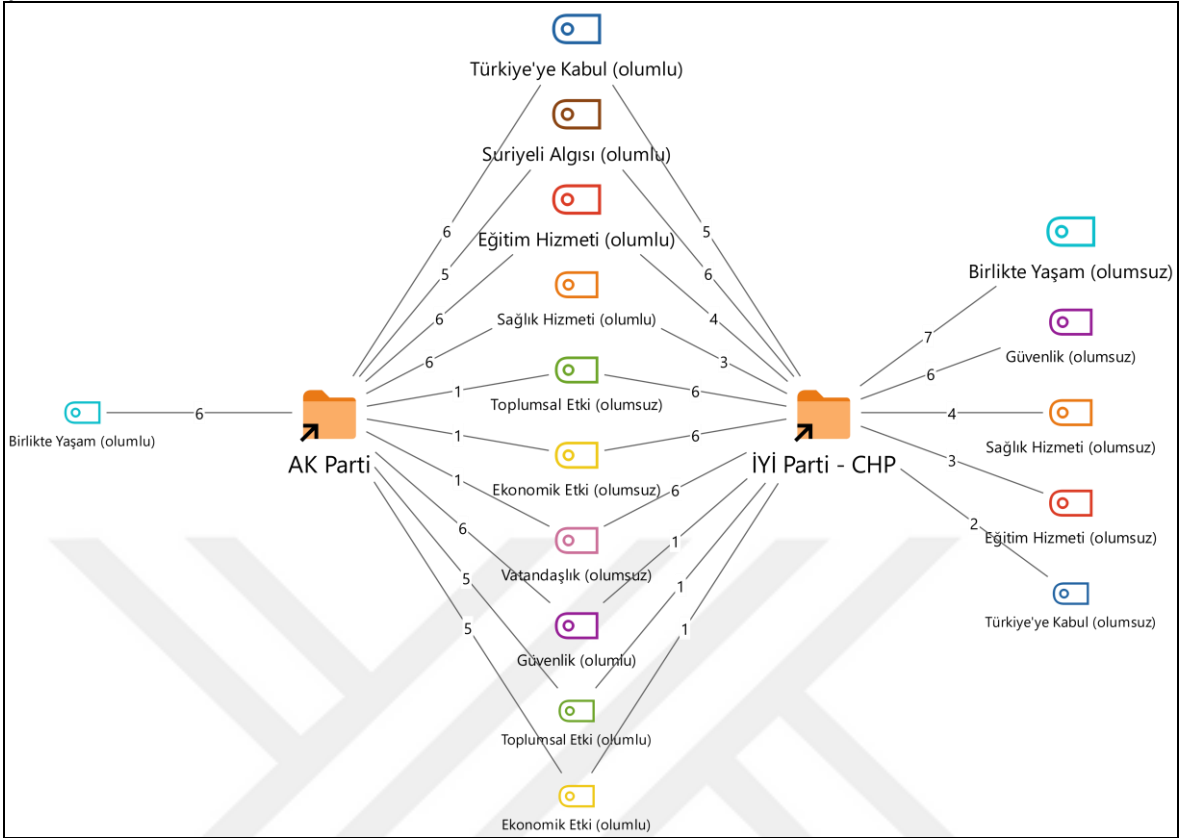 Türkiye'ye Kabul (olumlu)
Suriyeli Algısı (olumlu)
Eğitim Hizmeti (olumlu)
Sağlık Hizmeti (olumlu)
Toplumsal Etki (olumsuz)
Ekonomik Etki (olumsuz)
Vatandaşlık (olumsuz)
Güvenlik (olumlu)
Toplumsal Etki (olumlu)
Ekonomik Etki (olumlu)
Birlikte Yaşam (olumlu)
6
AK Parti
6
5
6
6
1
1
1
6
5
5
5
6
4
3
6
6
6
1
1
1
İYİ Parti - CHP
7
6
4
3
2
Birlikte Yaşam (olumsuz)
Güvenlik (olumsuz)
Sağlık Hizmeti (olumsuz)
Eğitim Hizmeti (olumsuz)
Türkiye'ye Kabul (olumsuz)